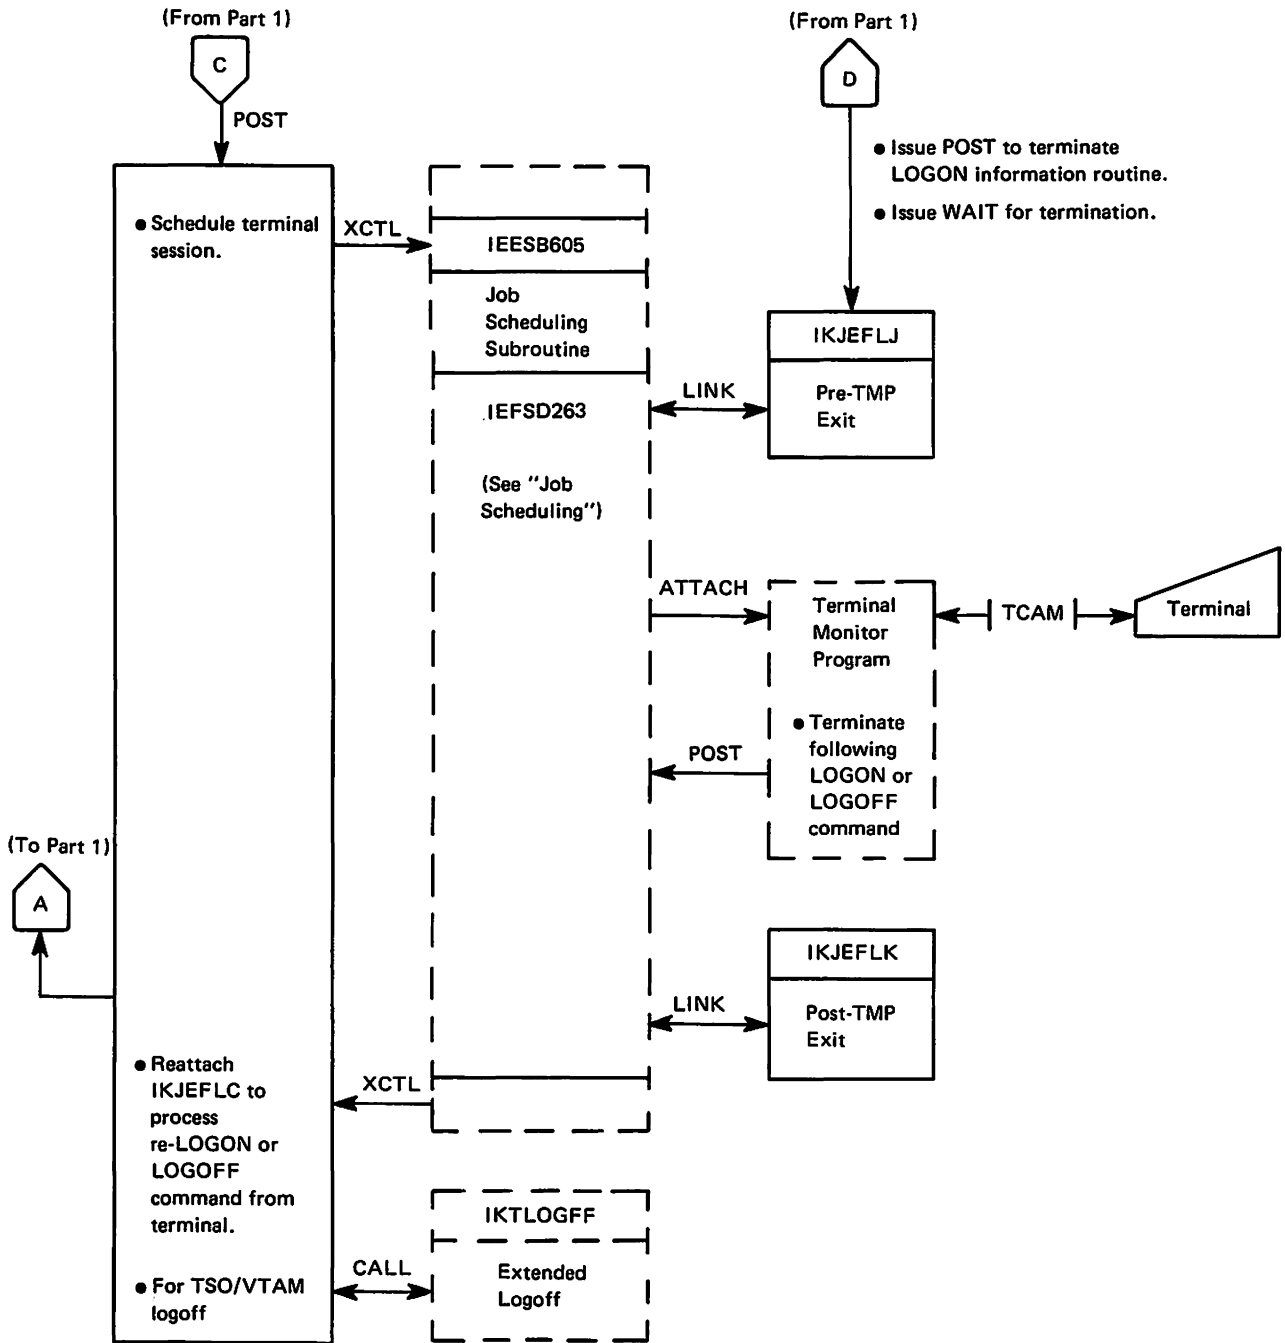 (From Part 1)
C
POST
(From Part 1)
D
● Issue POST to terminate
LOGON information routine.
● Issue WAIT for termination.
● Schedule terminal
session.
XCTL
IEESB605
Job
Scheduling
Subroutine
IEFSD263
(See "Job
Scheduling")
LINK
IKJEFLJ
Pre-TMP
Exit
ATTACH
Terminal
Monitor
Program
TCAM
Terminal
● Terminate
following
LOGON or
LOGOFF
command
POST
(To Part 1)
A
IKJEFLK
Post-TMP
Exit
LINK
● Reattach
IKJEFLC to
process
re-LOGON or
LOGOFF
command from
terminal.
XCTL
● For TSO/VTAM
logoff
CALL
IKTLOGFF
Extended
Logoff